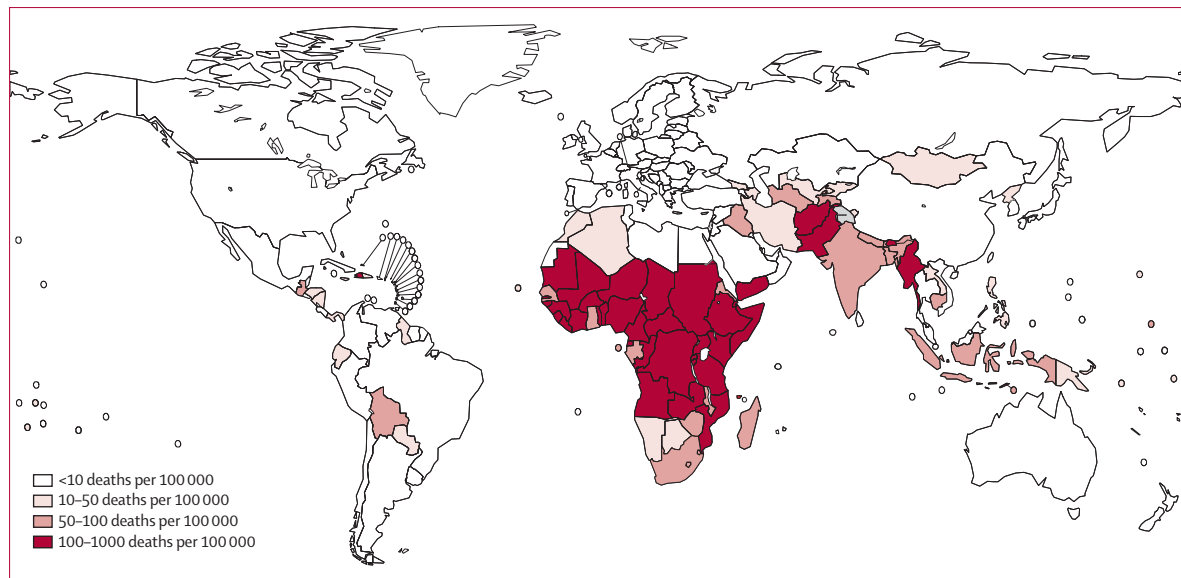 <10 deaths per 100 000
10–50 deaths per 100 000
50–100 deaths per 100 000
100–1000 deaths per 100 000